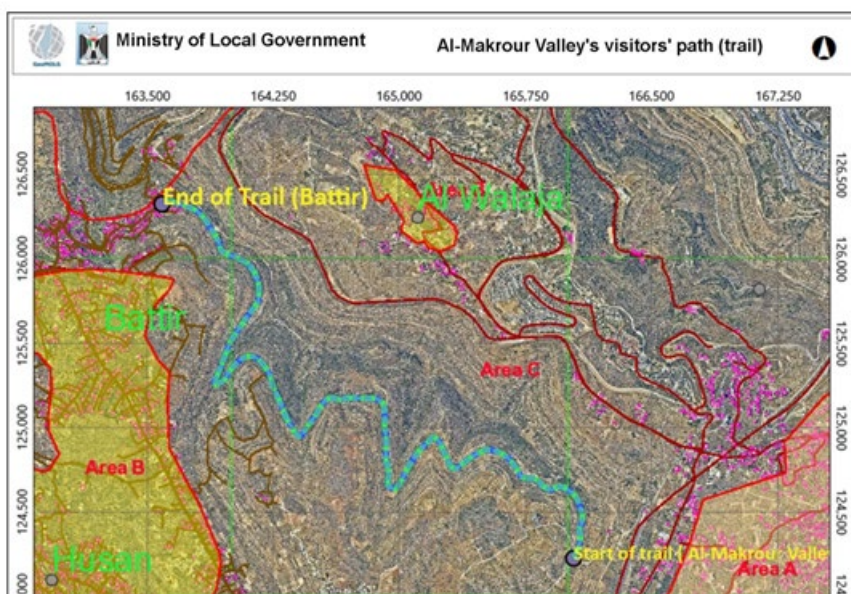 Ministry of Local Government
Al-Makrour Valley's visitors' path (trail)
GeoMOLG
163.500 164.250 165.000 165.750 166.500 167.250
126.500 126.500
End of Trail (Battir)
Al Walaja
126.000 126.000
Battir
125.500 125.500
Area C
125.000 125.000
Area B
124.500 124.500
Start of trail ( Al-Makrour Valle
Husan
Area A